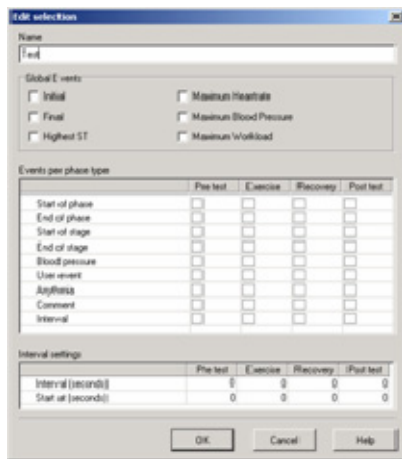 Edit selection
Name
Test
Global Events
Initial
Maximum Heartrate
Final
Maximum Blood Pressure
Highest ST
Maximum Workload
Events per phase type
Pre test Exercise Recovery Post test
Start of phase
End of phase
Start of stage
End of stage
Blood pressure
User event
Arrythmia
Comment
Interval
Interval settings
Pre test Exercise Recovery Post test
Interval (seconds) 0 0 0 0
Start at (seconds) 0 0 0 0
OK Cancel Help